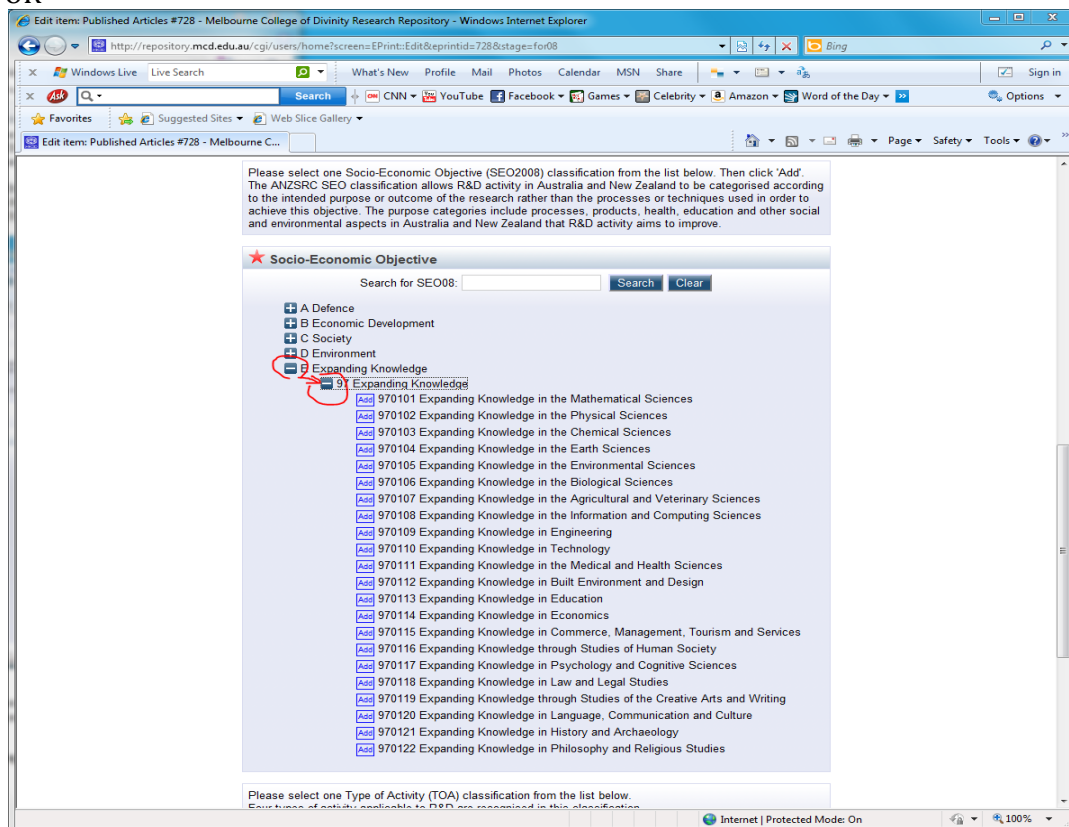 OR
Edit item: Published Articles #728 - Melbourne College of Divinity Research Repository - Windows Internet Explorer
http://repository.mcd.edu.au/cgi/users/home?screen=EPrint::Edit&eprintid=728&stage=for08
Bing
Windows Live Live Search What's New Profile Mail Photos Calendar MSN Share Sign in
Ask Search CNN YouTube Facebook Games Celebrity Amazon Word of the Day Options
Favorites Suggested Sites Web Slice Gallery
Edit item: Published Articles #728 - Melbourne C... Page Safety Tools
Please select one Socio-Economic Objective (SEO2008) classification from the list below. Then click 'Add'.
The ANZSRC SEO classification allows R&D activity in Australia and New Zealand to be categorised according
to the intended purpose or outcome of the research rather than the processes or techniques used in order to
achieve this objective. The purpose categories include processes, products, health, education and other social
and environmental aspects in Australia and New Zealand that R&D activity aims to improve.
Socio-Economic Objective
Search for SEO08: Search Clear
A Defence
B Economic Development
C Society
D Environment
E Expanding Knowledge
97 Expanding Knowledge
Add 970101 Expanding Knowledge in the Mathematical Sciences
Add 970102 Expanding Knowledge in the Physical Sciences
Add 970103 Expanding Knowledge in the Chemical Sciences
Add 970104 Expanding Knowledge in the Earth Sciences
Add 970105 Expanding Knowledge in the Environmental Sciences
Add 970106 Expanding Knowledge in the Biological Sciences
Add 970107 Expanding Knowledge in the Agricultural and Veterinary Sciences
Add 970108 Expanding Knowledge in the Information and Computing Sciences
Add 970109 Expanding Knowledge in Engineering
Add 970110 Expanding Knowledge in Technology
Add 970111 Expanding Knowledge in the Medical and Health Sciences
Add 970112 Expanding Knowledge in Built Environment and Design
Add 970113 Expanding Knowledge in Education
Add 970114 Expanding Knowledge in Economics
Add 970115 Expanding Knowledge in Commerce, Management, Tourism and Services
Add 970116 Expanding Knowledge through Studies of Human Society
Add 970117 Expanding Knowledge in Psychology and Cognitive Sciences
Add 970118 Expanding Knowledge in Law and Legal Studies
Add 970119 Expanding Knowledge through Studies of the Creative Arts and Writing
Add 970120 Expanding Knowledge in Language, Communication and Culture
Add 970121 Expanding Knowledge in History and Archaeology
Add 970122 Expanding Knowledge in Philosophy and Religious Studies
Please select one Type of Activity (TOA) classification from the list below.
Four types of activity applicable to R&D are recognised in this classification
Internet | Protected Mode: On 100%